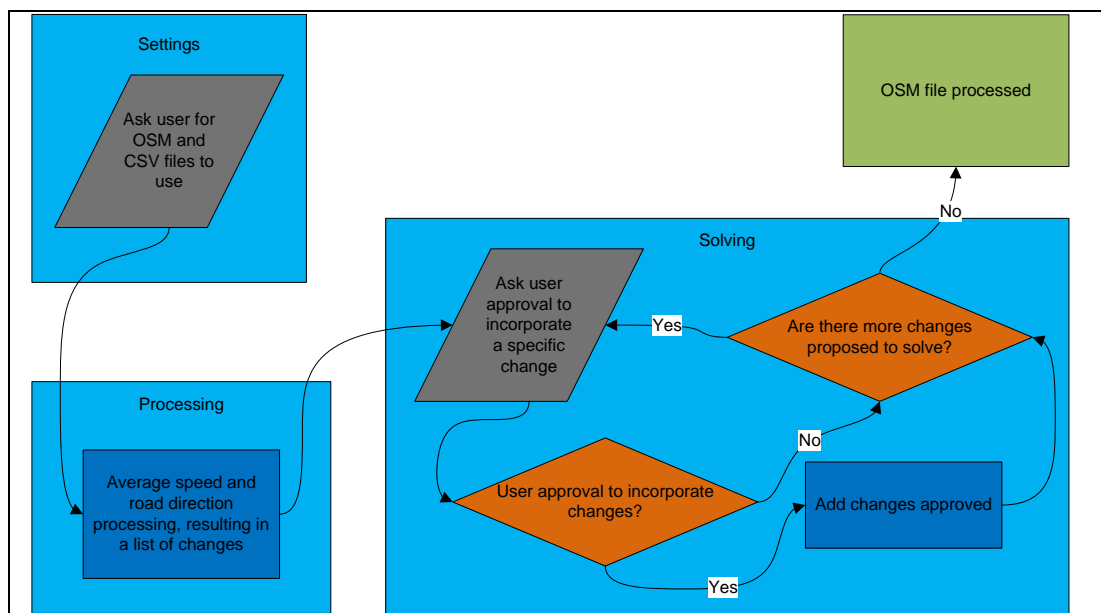 Settings
Ask user for
OSM and
CSV files to
use
OSM file processed
No
Solving
Ask user
approval to
incorporate
a specific
change
Yes
Are there more changes
proposed to solve?
Processing
Average speed and
road direction
processing, resulting in
a list of changes
User approval to incorporate
changes?
No
Add changes approved
Yes